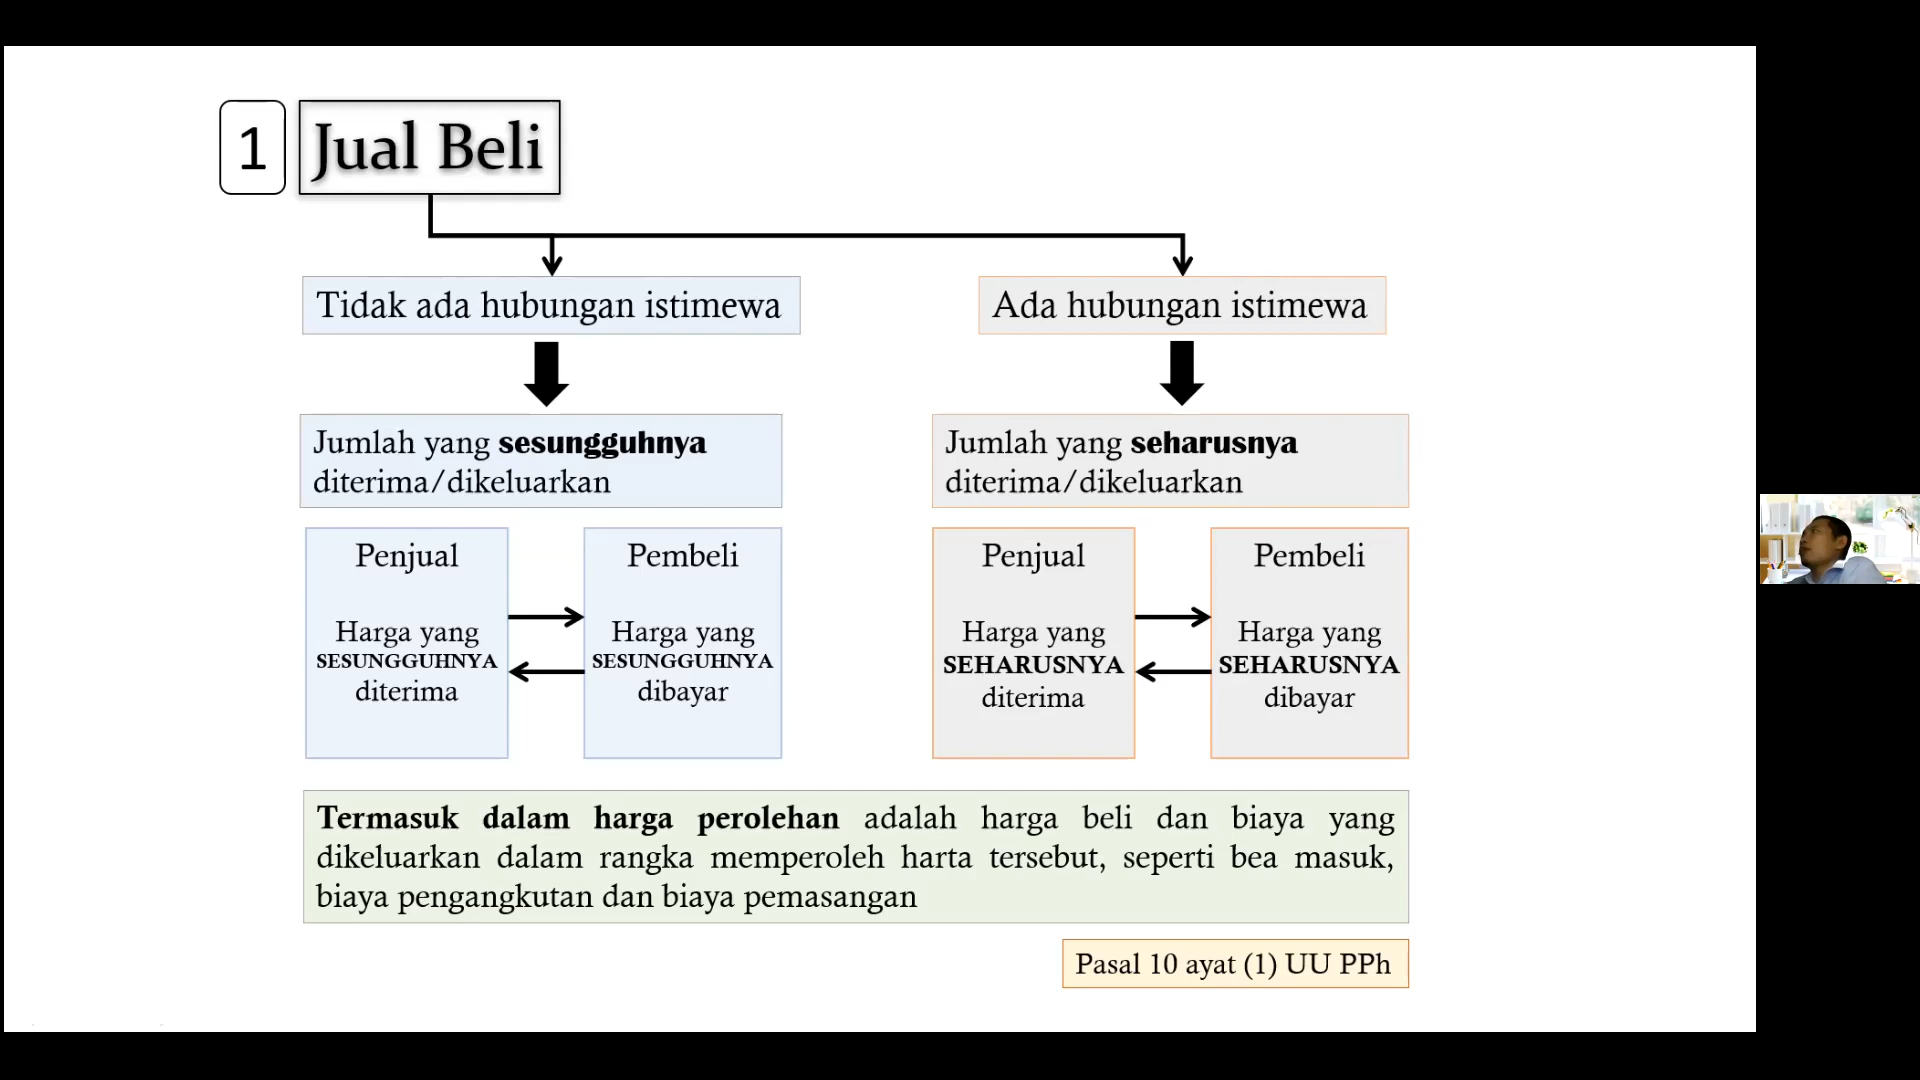 1 Jual Beli
Tidak ada hubungan istimewa
Ada hubungan istimewa
Jumlah yang sesungguhnya
diterima/dikeluarkan
Jumlah yang seharusnya
diterima/dikeluarkan
Penjual
Harga yang
SESUNGGUHNYA
diterima
Pembeli
Harga yang
SESUNGGUHNYA
dibayar
Penjual
Harga yang
SEHARUSNYA
diterima
Pembeli
Harga yang
SEHARUSNYA
dibayar
Termasuk dalam harga perolehan adalah harga beli dan biaya yang
dikeluarkan dalam rangka memperoleh harta tersebut, seperti bea masuk,
biaya pengangkutan dan biaya pemasangan
Pasal 10 ayat (1) UU PPh